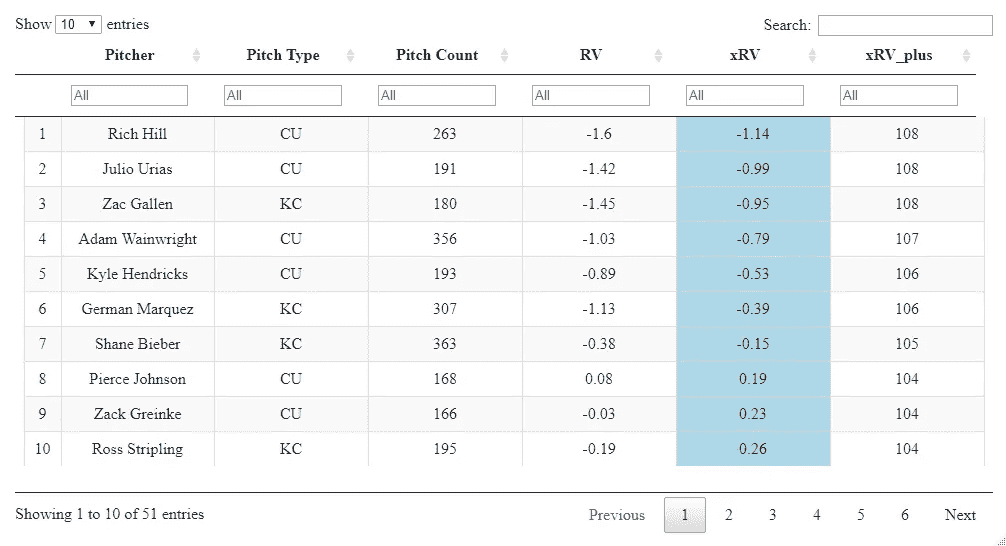 Show 10 entries Search:
Pitcher Pitch Type Pitch Count RV xRV xRV_plus
All All All All All All
1 Rich Hill CU 263 -1.6 -1.14 108
2 Julio Urias CU 191 -1.42 -0.99 108
3 Zac Gallen KC 180 -1.45 -0.95 108
4 Adam Wainwright CU 356 -1.03 -0.79 107
5 Kyle Hendricks CU 193 -0.89 -0.53 106
6 German Marquez KC 307 -1.13 -0.39 106
7 Shane Bieber KC 363 -0.38 -0.15 105
8 Pierce Johnson CU 168 0.08 0.19 104
9 Zack Greinke CU 166 -0.03 0.23 104
10 Ross Stripling KC 195 -0.19 0.26 104
Showing 1 to 10 of 51 entries Previous 1 2 3 4 5 6 Next